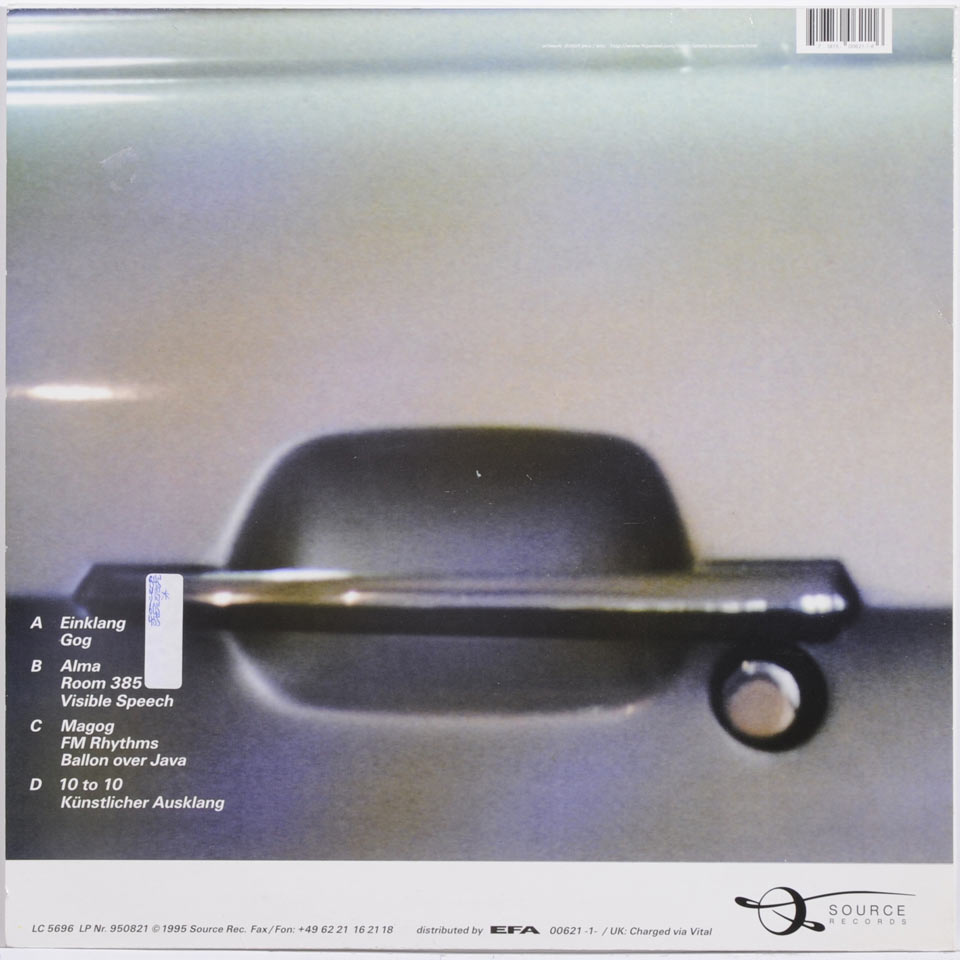 A Einklang
Gog
B Alma
Room 385
Visible Speech
C Magog
FM Rhythms
Ballon over Java
D 10 to 10
Künstlicher Ausklang
SOURCE
RECORDS
LC 5696 LP Nr. 950821 © 1995 Source Rec. Fax/Fon: +49 62 21 16 21 18 distributed by EFA 00621 -1- / UK: Charged via Vital